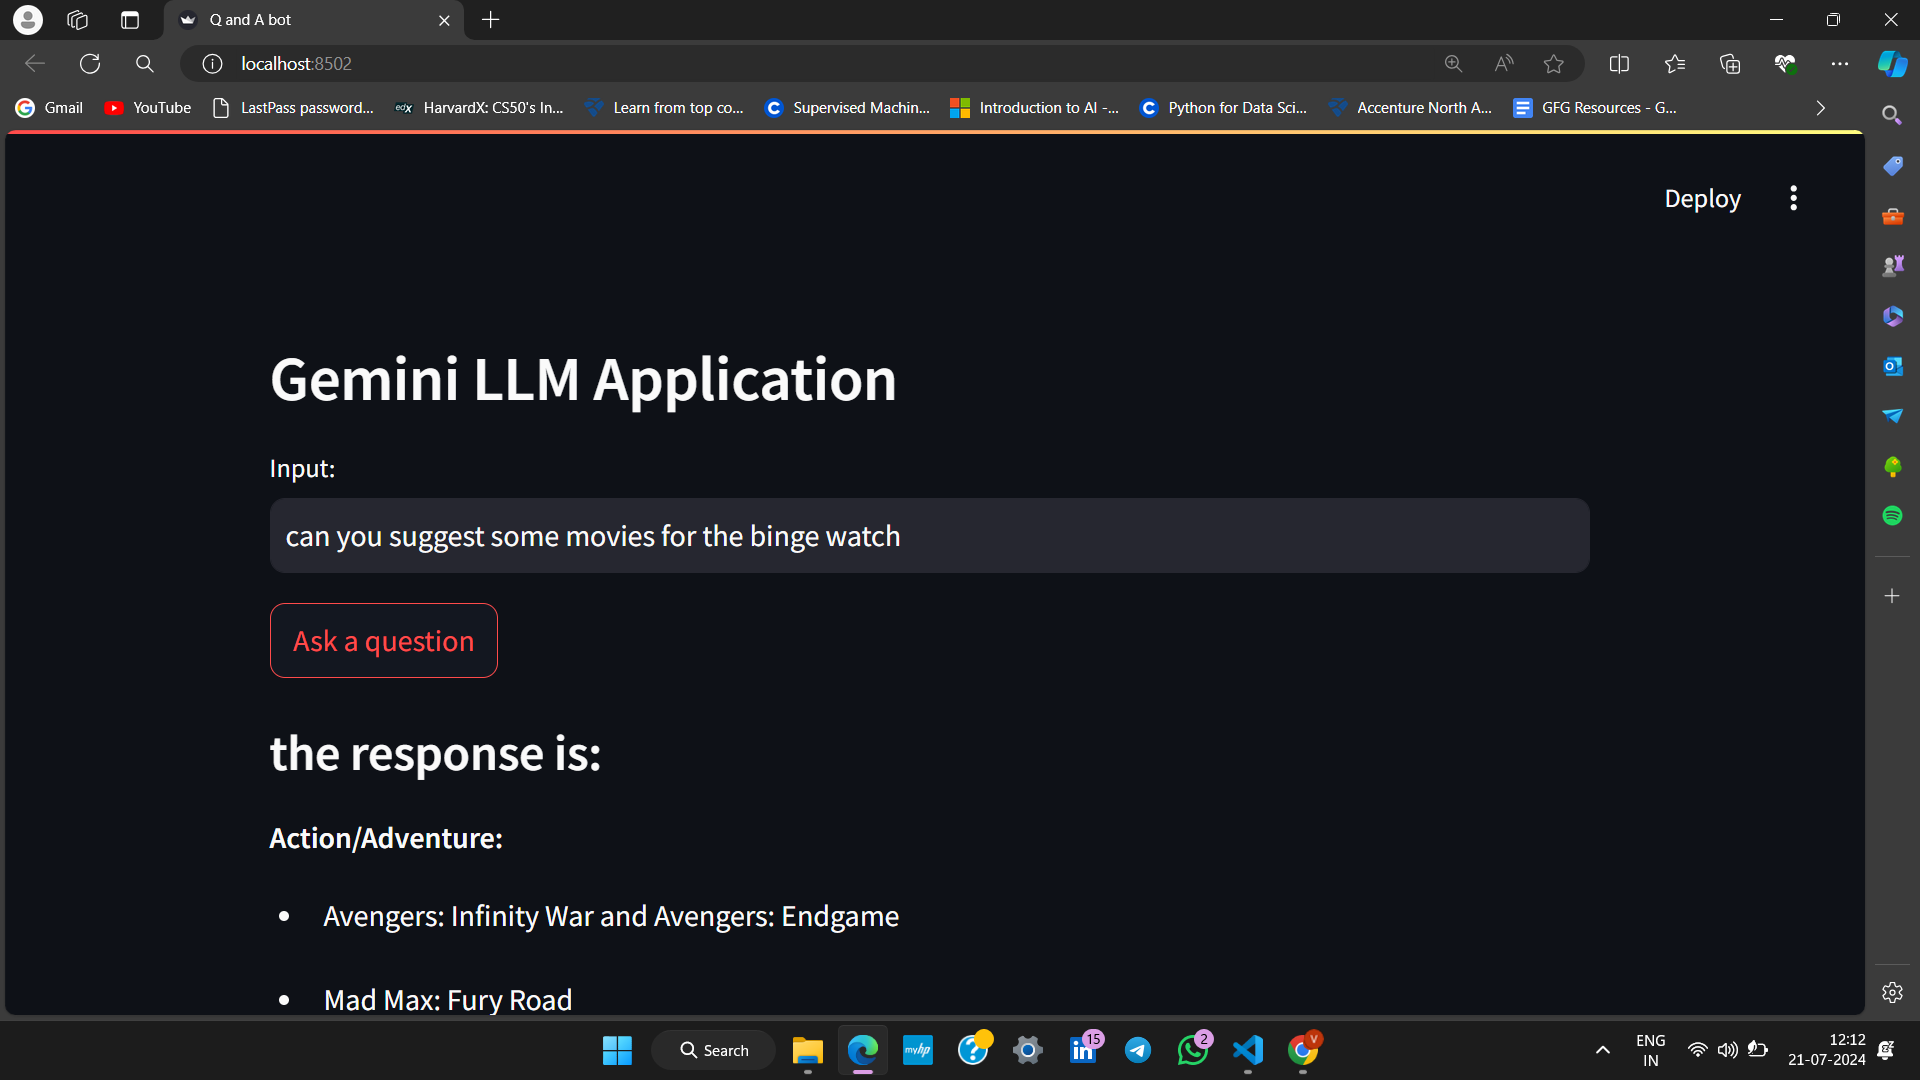 Q and A bot
localhost:8502
Gmail
YouTube
LastPass password...
edx
HarvardX: CS50's In...
Learn from top co...
Supervised Machin...
Introduction to AI -...
Python for Data Sci...
Accenture North A...
GFG Resources - G...
Deploy
Gemini LLM Application
Input:
can you suggest some movies for the binge watch
Ask a question
the response is:
Action/Adventure:
Avengers: Infinity War and Avengers: Endgame
Mad Max: Fury Road
Search
myhp
15
2
V
ENG
IN
12:12
21-07-2024